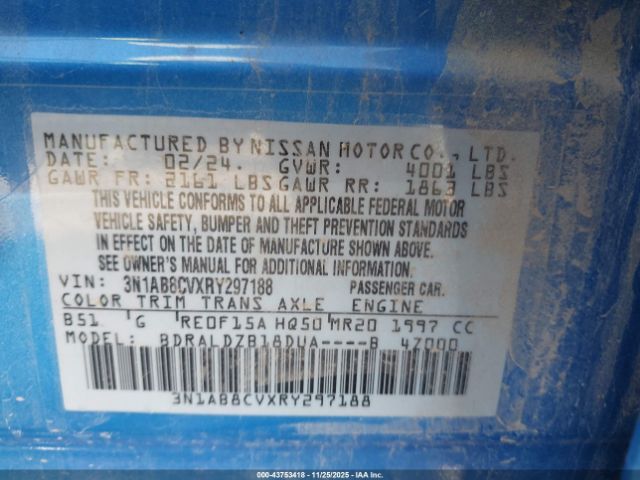 MANUFACTURED BY NISSAN MOTOR CO., LTD.
DATE: 02/24. GVWR: 4001 LBS
GAWR FR: 2161 LBS GAWR RR: 1863 LBS
THIS VEHICLE CONFORMS TO ALL APPLICABLE FEDERAL MOTOR
VEHICLE SAFETY, BUMPER AND THEFT PREVENTION STANDARDS
IN EFFECT ON THE DATE OF MANUFACTURE SHOWN ABOVE.
SEE OWNER'S MANUAL FOR ADDITIONAL INFORMATION.
VIN: 3N1AB8CVXRY297188 PASSENGER CAR.
COLOR TRIM TRANS AXLE ENGINE
B51 G RE0F15A HQ50 MR20 1997 CC
MODEL: BDRALDZB18DUA----B 4Z000
3N1AB8CVXRY297188
000-43753418 - 11/25/2025 - IAA Inc.